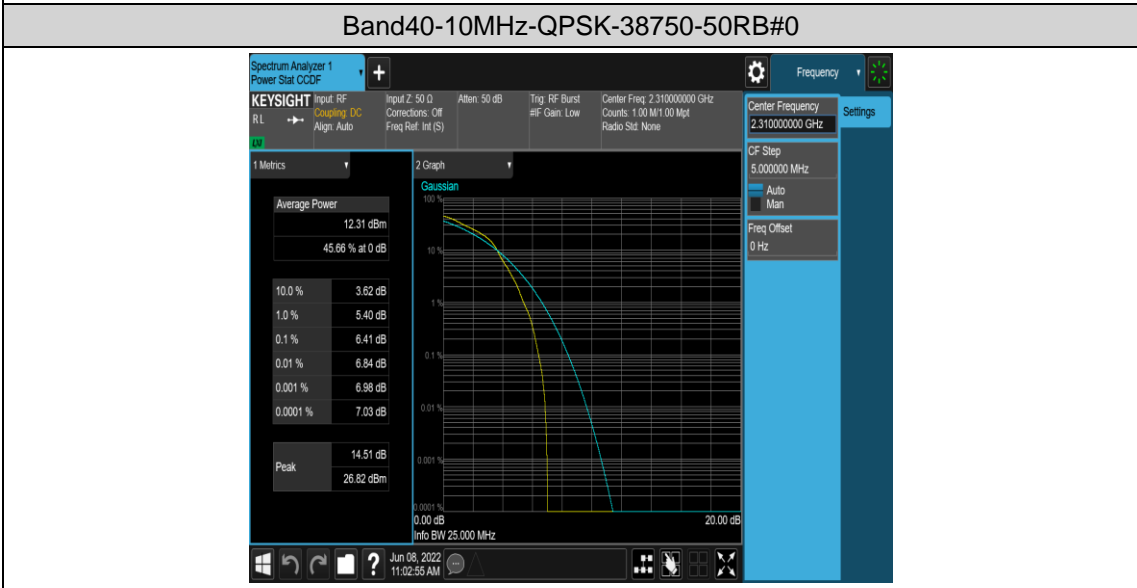 Band40-10MHz-QPSK-38750-50RB#0
Spectrum Analyzer 1
Power Stat CCDF
Frequency
KEYSIGHT
RL
Input: RF
Coupling: DC
Align: Auto
Input Z: 50 Ω
Corrections: Off
Freq Ref: Int (S)
Atten: 50 dB
Trig: RF Burst
#IF Gain: Low
Center Freq: 2.310000000 GHz
Counts: 1.00 M/1.00 Mpt
Radio Std: None
1 Metrics
Average Power
12.31 dBm
45.66 % at 0 dB
10.0 % 3.62 dB
1.0 % 5.40 dB
0.1 % 6.41 dB
0.01 % 6.84 dB
0.001 % 6.98 dB
0.0001 % 7.03 dB
Peak
14.51 dB
26.82 dBm
2 Graph
Gaussian
100 %
10 %
1 %
0.1 %
0.01 %
0.001 %
0.0001 %
0.00 dB 20.00 dB
Info BW 25.000 MHz
Center Frequency
2.310000000 GHz
Settings
CF Step
5.000000 MHz
Auto
Man
Freq Offset
0 Hz
?
Jun 08, 2022
11:02:55 AM